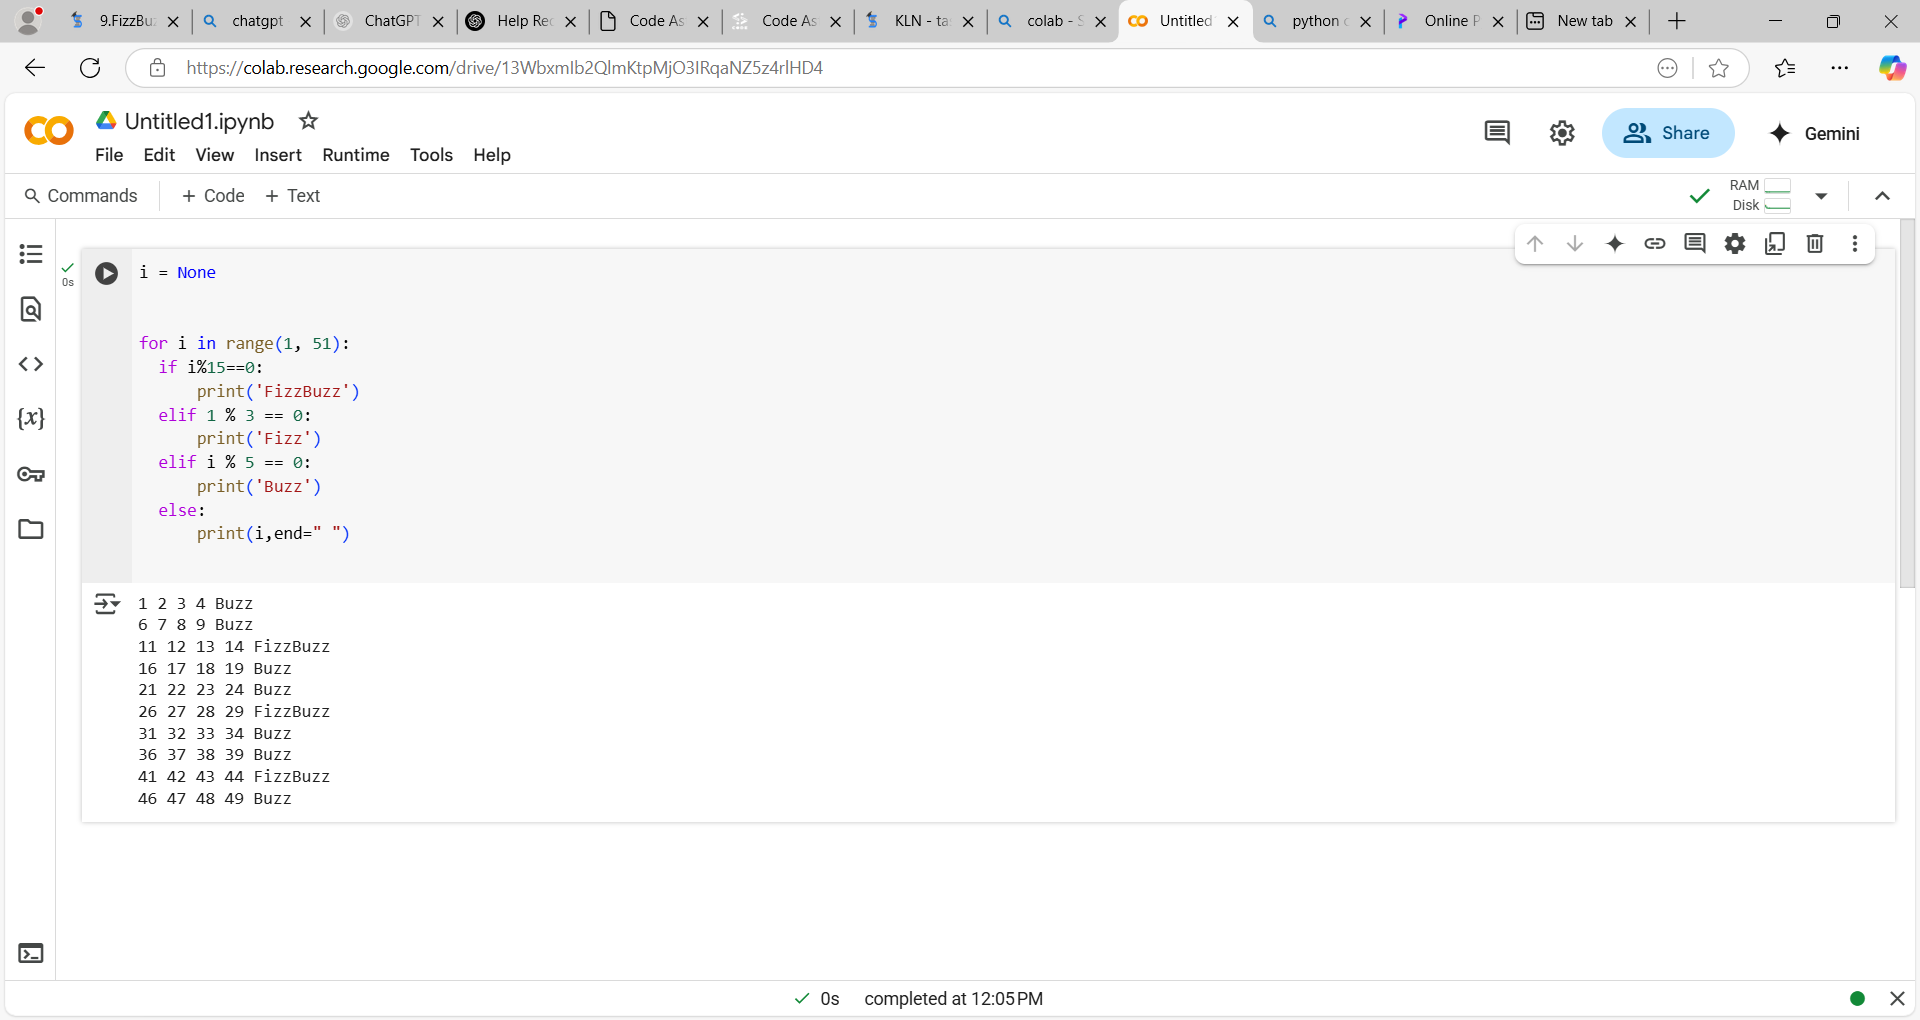 9.FizzBu
chatgpt
ChatGPT
Help Rec
Code As
Code As
KLN - ta
colab - S
Untitled
python c
Online P
New tab
https://colab.research.google.com/drive/13WbxmIb2QlmKtpMjO3IRqaNZ5z4rlHD4
Untitled1.ipynb
File Edit View Insert Runtime Tools Help
Share
Gemini
Commands + Code + Text
RAM
Disk
0s
i = None
for i in range(1, 51):
  if i%15==0:
      print('FizzBuzz')
  elif 1 % 3 == 0:
      print('Fizz')
  elif i % 5 == 0:
      print('Buzz')
  else:
      print(i,end=" ")
1 2 3 4 Buzz
6 7 8 9 Buzz
11 12 13 14 FizzBuzz
16 17 18 19 Buzz
21 22 23 24 Buzz
26 27 28 29 FizzBuzz
31 32 33 34 Buzz
36 37 38 39 Buzz
41 42 43 44 FizzBuzz
46 47 48 49 Buzz
0s completed at 12:05 PM